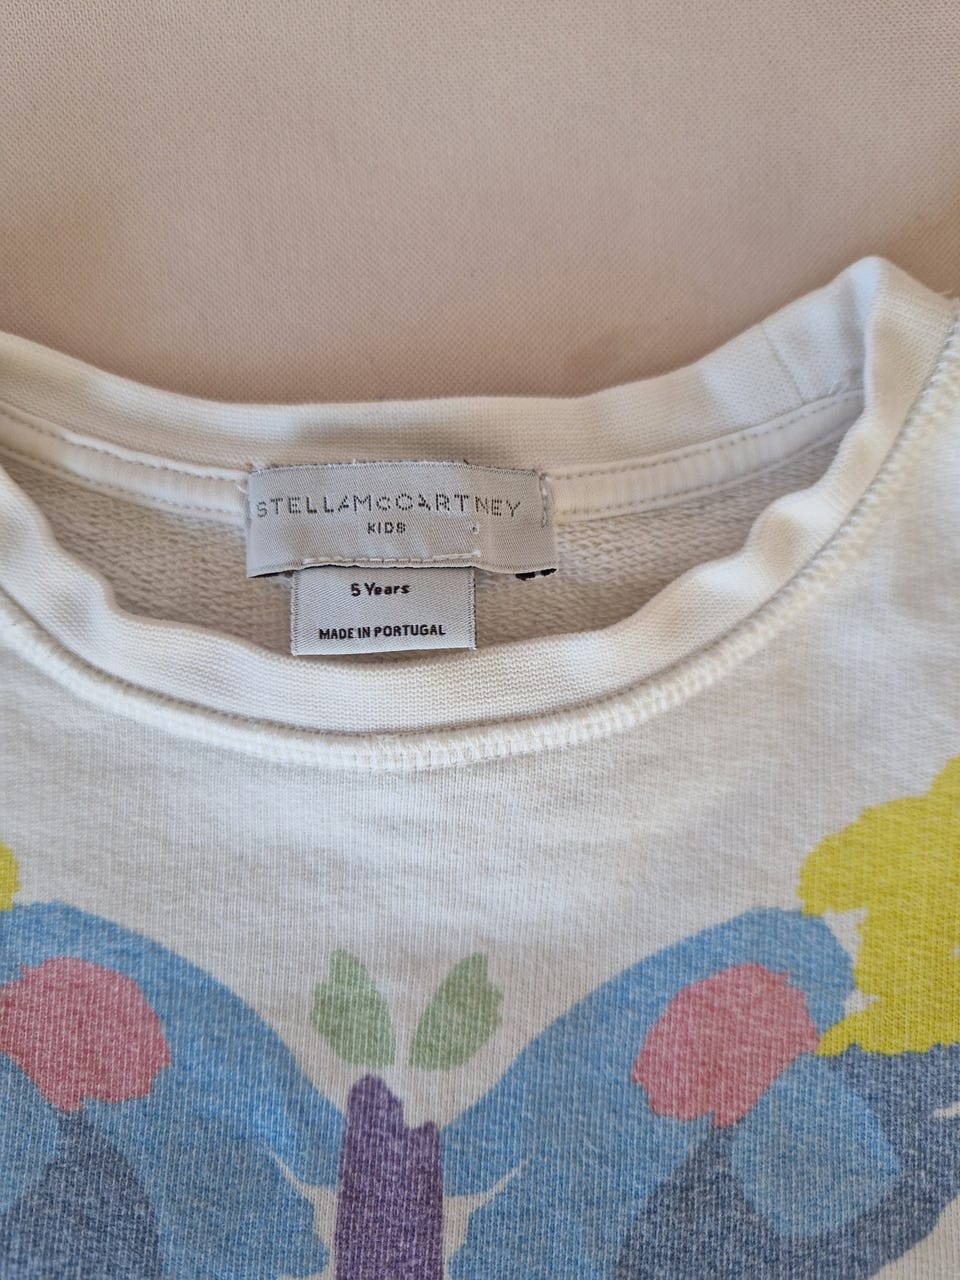 STELLAMcCARTNEY
KIDS
5 Years
MADE IN PORTUGAL